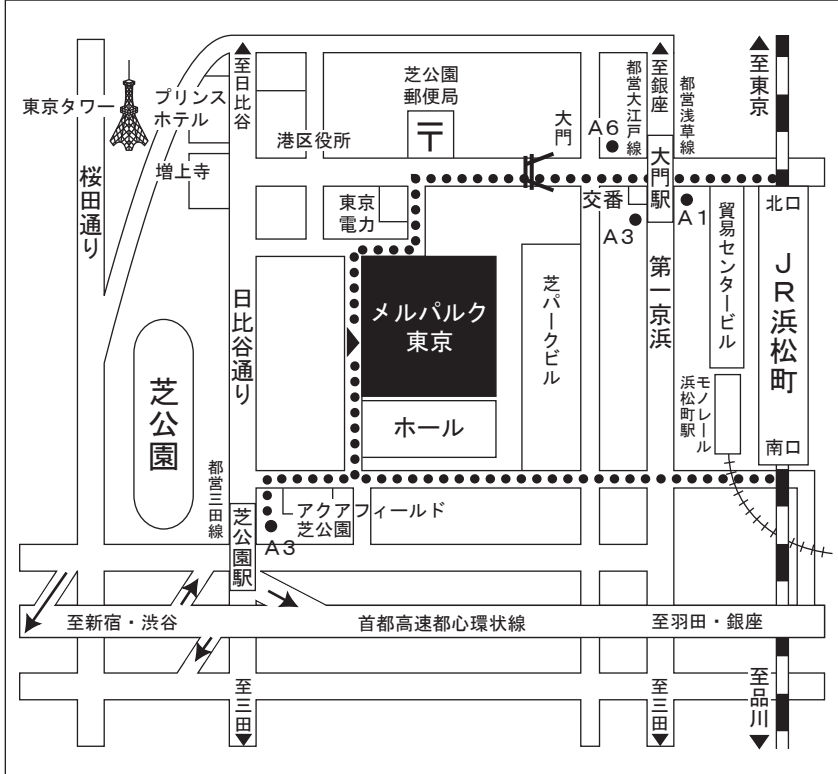 至日比谷
都営大江戸線
至銀座
都営浅草線
至東京
東京タワー
プリンス
ホテル
港区役所
芝公園
郵便局
〒
大門
A6
大門駅
増上寺
桜田通り
東京
電力
交番
A3
A1
北口
貿易センタービル
JR浜松町
第一京浜
日比谷通り
メルパルク
東京
芝パークビル
ホール
芝公園
モノレール
浜松町駅
南口
都営三田線
芝公園駅
アクアフィールド
芝公園
A3
至新宿・渋谷
首都高速都心環状線
至羽田・銀座
至三田
至三田
至品川